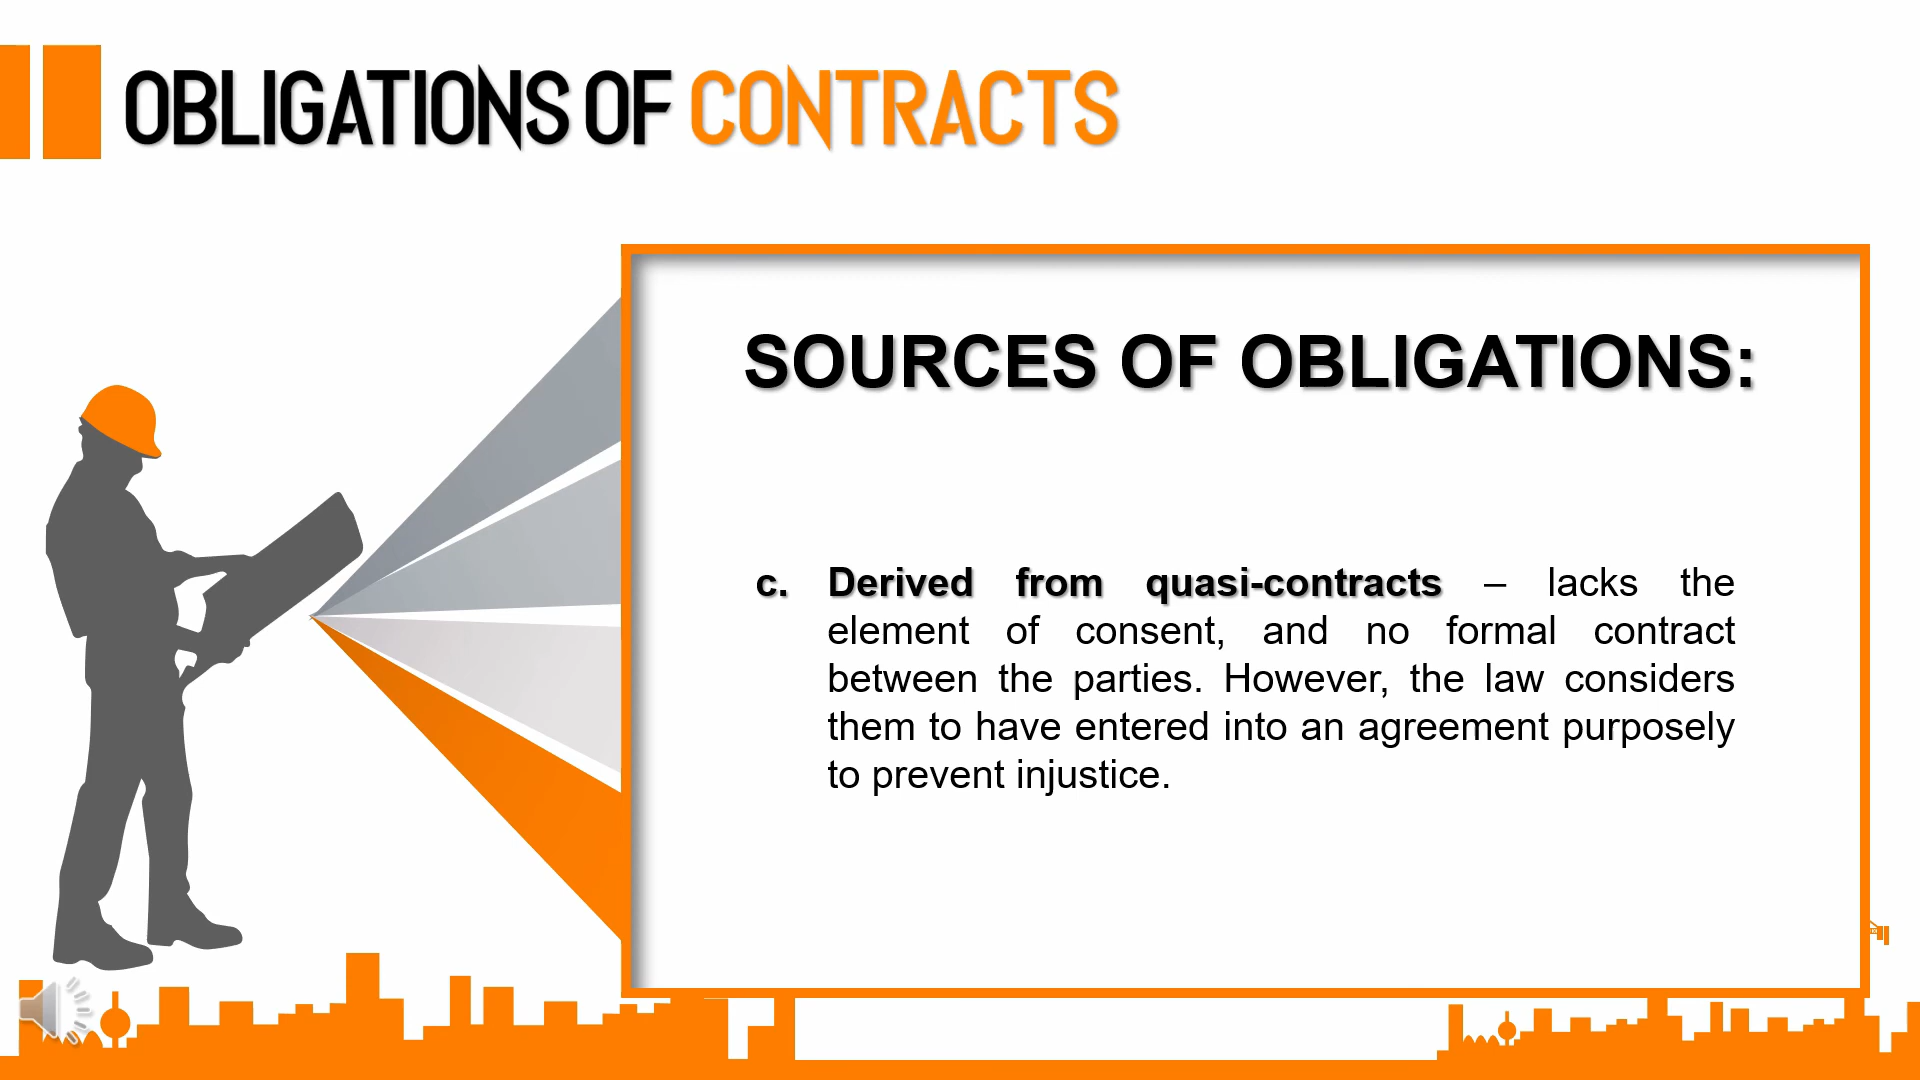 OBLIGATIONS OF CONTRACTS
SOURCES OF OBLIGATIONS:
c. Derived from quasi-contracts – lacks the
element of consent, and no formal contract
between the parties. However, the law considers
them to have entered into an agreement purposely
to prevent injustice.